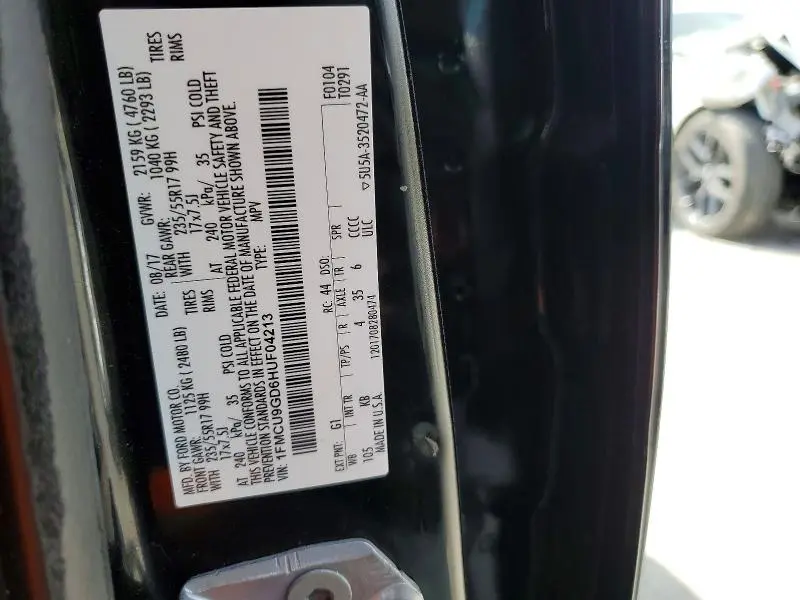 MFD. BY FORD MOTOR CO.
DATE: 08/17 GVWR: 2159 KG ( 4760 LB)
FRONT GAWR: 1125 KG ( 2480 LB) REAR GAWR: 1040 KG ( 2293 LB)
WITH 235/55R17 99H TIRES WITH 235/55R17 99H TIRES
17x7.5J RIMS 17x7.5J RIMS
AT 240 kPa/ 35 PSI COLD AT 240 kPa/ 35 PSI COLD
THIS VEHICLE CONFORMS TO ALL APPLICABLE FEDERAL MOTOR VEHICLE SAFETY AND THEFT
PREVENTION STANDARDS IN EFFECT ON THE DATE OF MANUFACTURE SHOWN ABOVE.
VIN: 1FMCU9GD6HUF04213 TYPE: MPV
F0104
T0291
EXT PNT: G1 RC: 44 DSO:
WB INT TR TP/PS R AXLE TR SPR
105 KB 4 35 6 CCCC
ULC
MADE IN U.S.A. 1201708280474
▽5U5A-3520472-AA